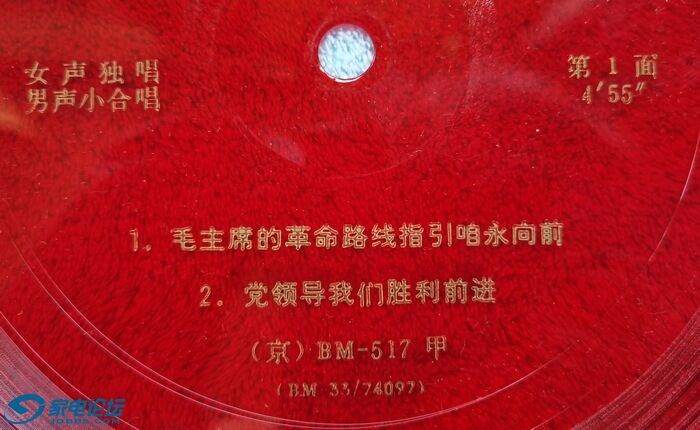 女声独唱
男声小合唱
第1面
4′55″
1. 毛主席的革命路线指引咱永向前
2. 党领导我们胜利前进
(京)BM-517 甲
(BM 33/74097)
家电论坛
JDBBS.COM